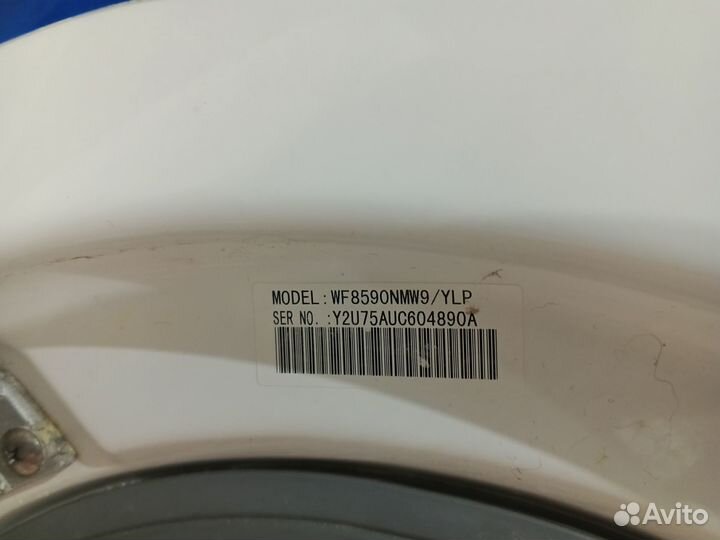 MODEL:WF8590NMW9/YLP
SER NO. :Y2U75AUC604890A
Avito